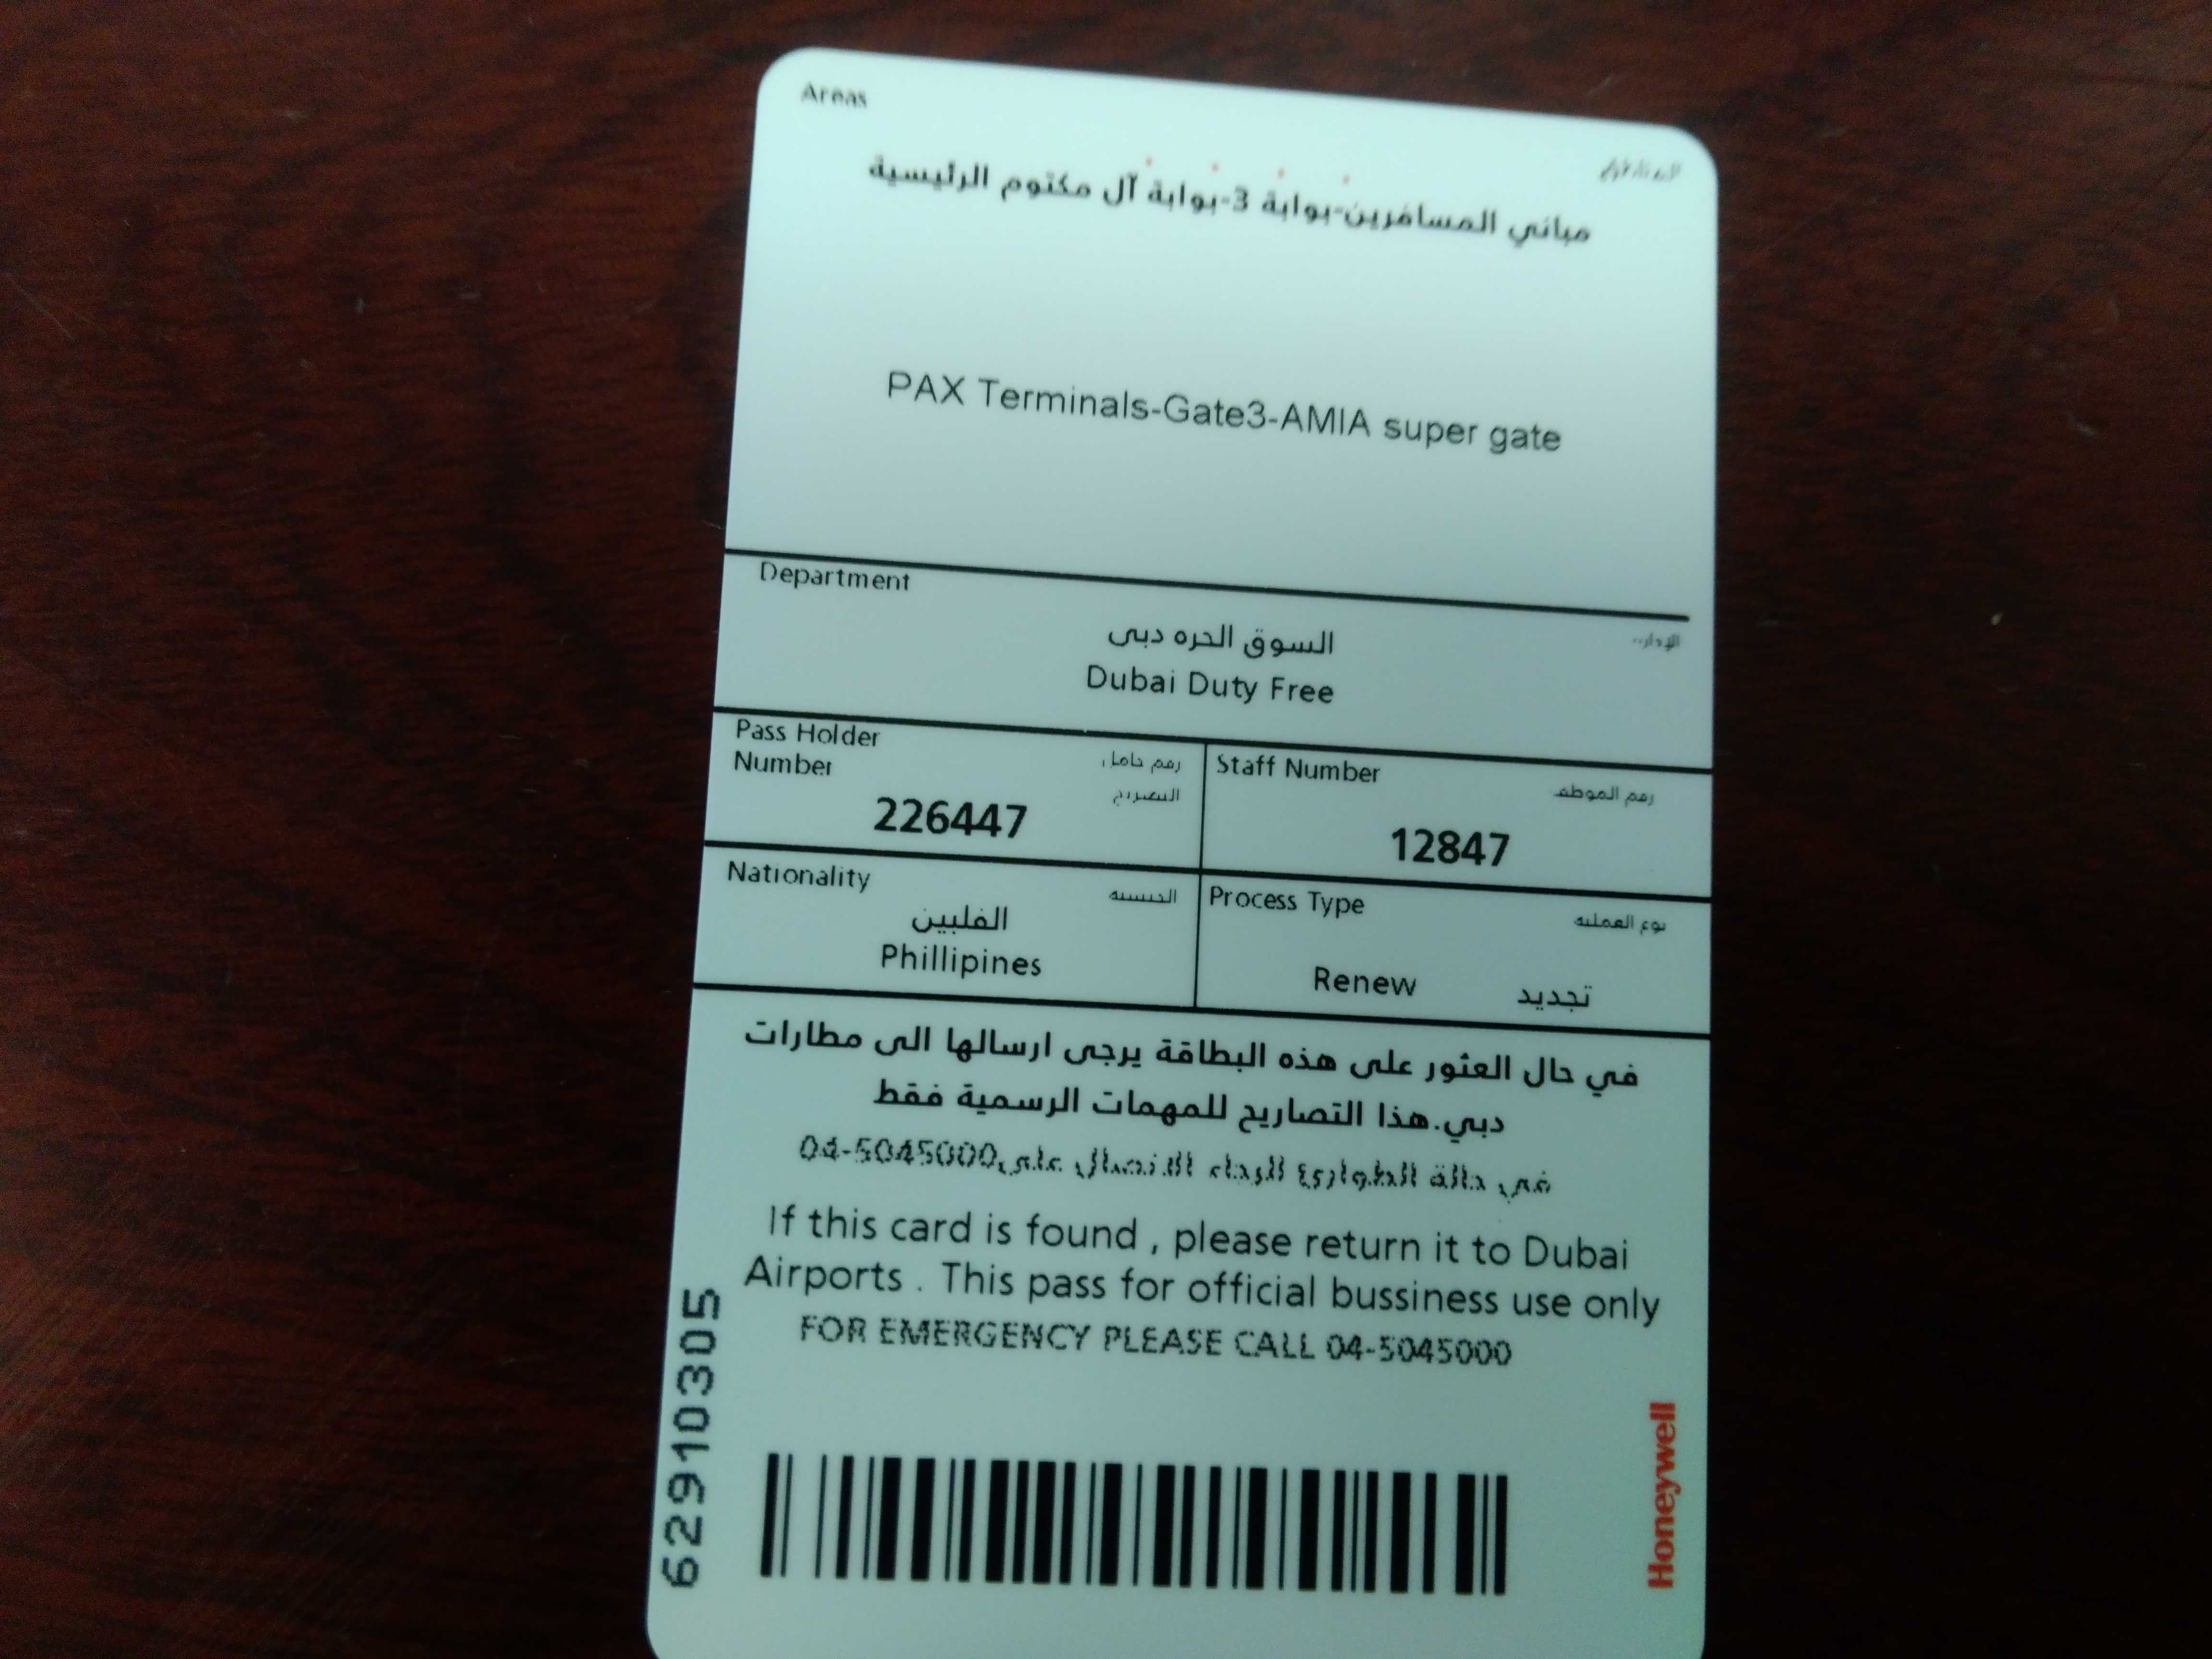 Areas
مباني المسافرين-بوابة 3-بوابة آل مكتوم الرئيسية
PAX Terminals-Gate3-AMIA super gate
Department
الإدارة
السوق الحره دبى
Dubai Duty Free
Pass Holder
Number
رقم حامل
التصريح
226447
Staff Number
رقم الموظف
12847
Nationality
الجنسية
الفلبين
Phillipines
Process Type
نوع العملية
Renew تجديد
في حال العثور على هذه البطاقة يرجى ارسالها الى مطارات
دبي.هذا التصاريح للمهمات الرسمية فقط
في حالة الطوارئ الرجاء الاتصال على04-5045000
If this card is found , please return it to Dubai
Airports . This pass for official bussiness use only
FOR EMERGENCY PLEASE CALL 04-5045000
62910305
Honeywell